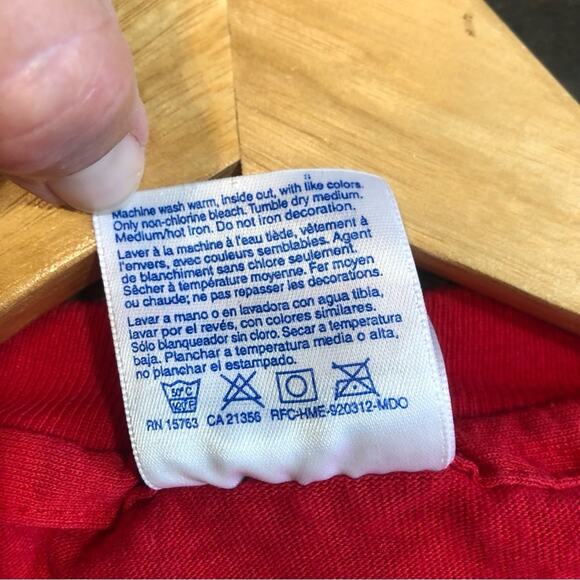 Machine wash warm, inside out, with like colors.
Only non-chlorine bleach. Tumble dry medium.
Medium/hot iron. Do not iron decoration.
Laver à la machine à l'eau tiède, vêtement à
l'envers, avec couleurs semblables. Agent
de blanchiment sans chlore seulement.
Sécher à température moyenne. Fer moyen
ou chaude; ne pas repasser les decorations.
Lavar a mano o en lavadora con agua tibia,
lavar por el revés, con colores similares.
Sólo blanqueador sin cloro. Secar a temperatura
baja. Planchar a temperatura media o alta,
no planchar el estampado.
50°C
122°F
RN 15763 CA 21356 RFC-HME-920312-MDO